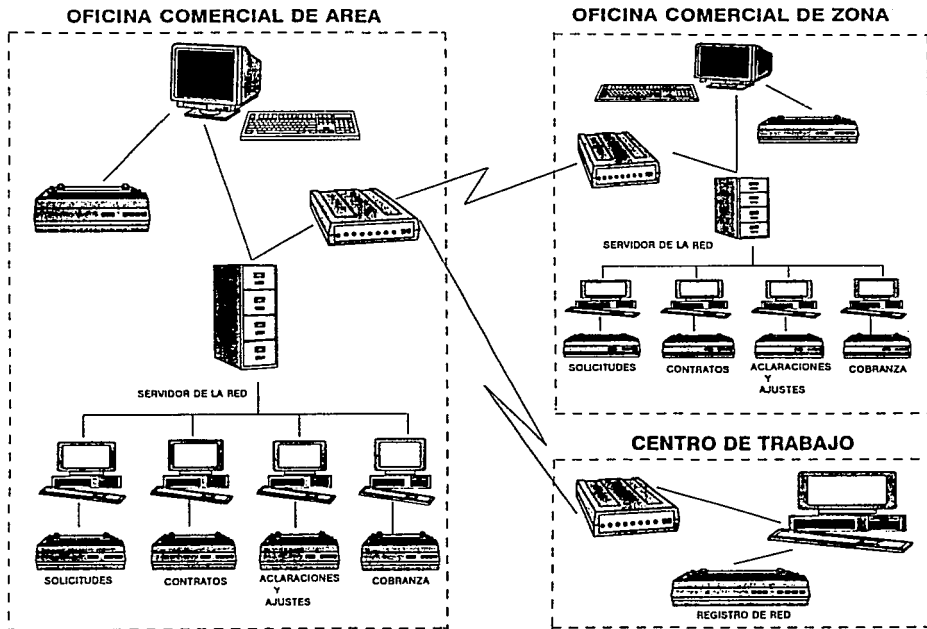 OFICINA COMERCIAL DE AREA
SERVIDOR DE LA RED
SOLICITUDES
CONTRATOS
ACLARACIONES
Y
AJUSTES
COBRANZA
OFICINA COMERCIAL DE ZONA
SERVIDOR DE LA RED
SOLICITUDES
CONTRATOS
ACLARACIONES
Y
AJUSTES
COBRANZA
CENTRO DE TRABAJO
REGISTRO DE RED